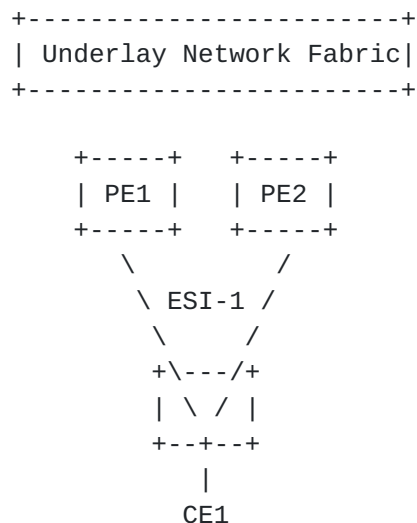 +------------------------+
| Underlay Network Fabric|
+------------------------+
+-----+   +-----+
| PE1 |   | PE2 |
+-----+   +-----+
\         /
\ ESI-1 /
\     /
+\---/+
| \ / |
+--+--+
|
CE1